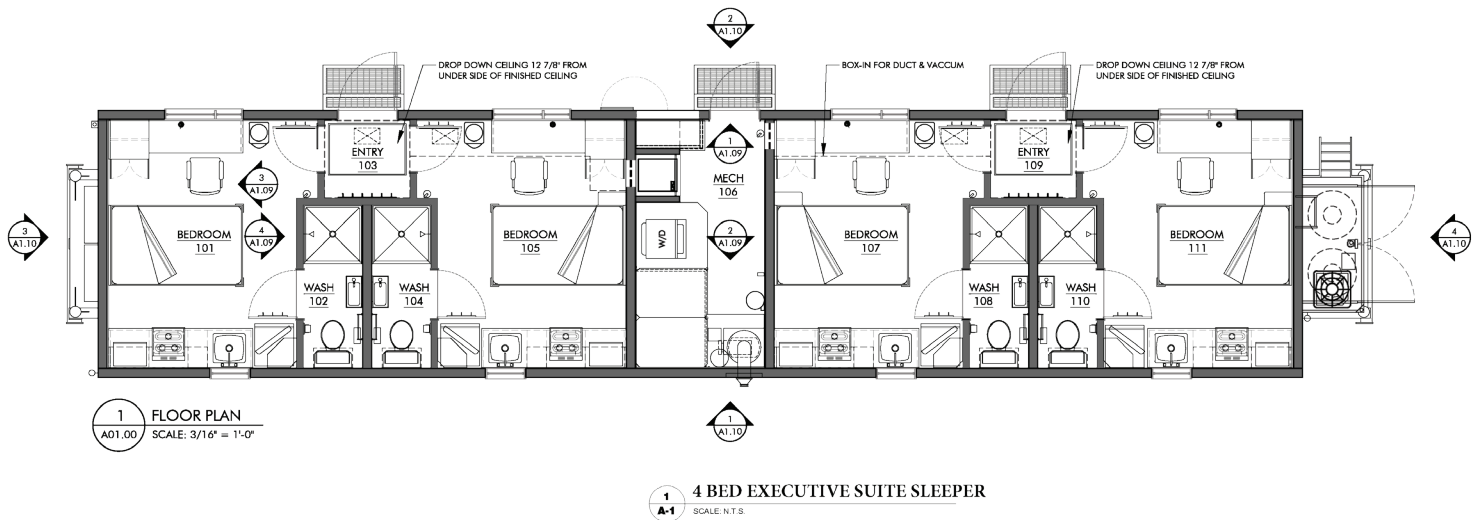 2
A1.10
DROP DOWN CEILING 12 7/8" FROM
UNDER SIDE OF FINISHED CEILING
BOX-IN FOR DUCT & VACCUM
DROP DOWN CEILING 12 7/8" FROM
UNDER SIDE OF FINISHED CEILING
ENTRY
103
1
A1.09
ENTRY
109
3
A1.09
MECH
106
3
A1.10
BEDROOM
101
4
A1.09
BEDROOM
105
W/D
2
A1.09
BEDROOM
107
BEDROOM
111
4
A1.10
WASH
102
WASH
104
WASH
108
WASH
110
1
A01.00
FLOOR PLAN
SCALE: 3/16" = 1'-0"
1
A1.10
1
A-1
4 BED EXECUTIVE SUITE SLEEPER
SCALE: N.T.S.